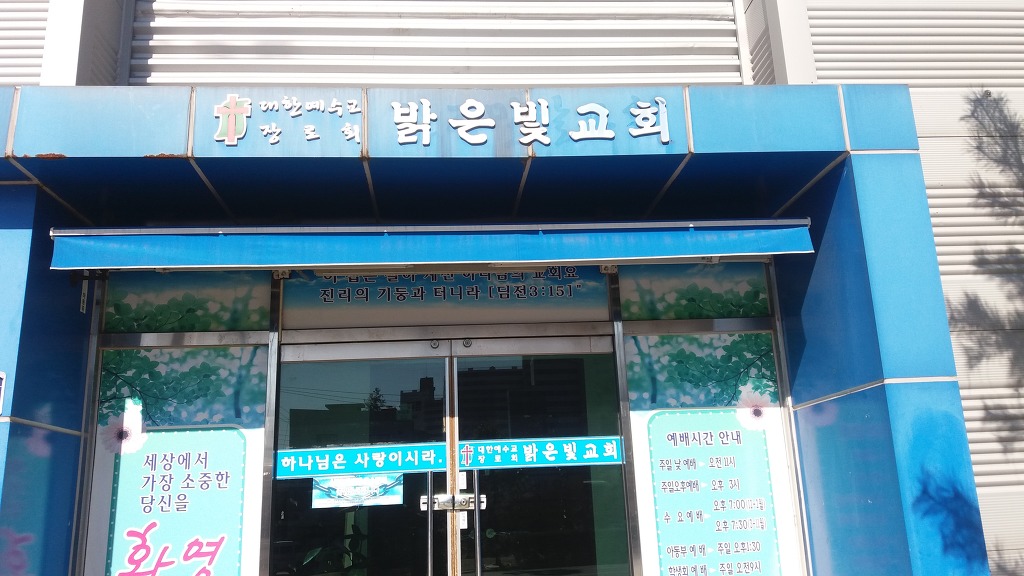 대한예수교
장로회
밝은빛교회
진리의 기둥과 터니라 [딤전3:15]"
하나님은 사랑이시라.
대한예수교
장로회
밝은빛교회
세상에서
가장 소중한
당신을
환영
예배시간 안내
주일 낮 예배 - 오전11시
주일오후예배 - 오후 3시
수 요 예 배 - 오후 7:00
오후 7:30
아동부 예 배 - 주일 오후1:30
학생회 예배 - 주일 오전9시